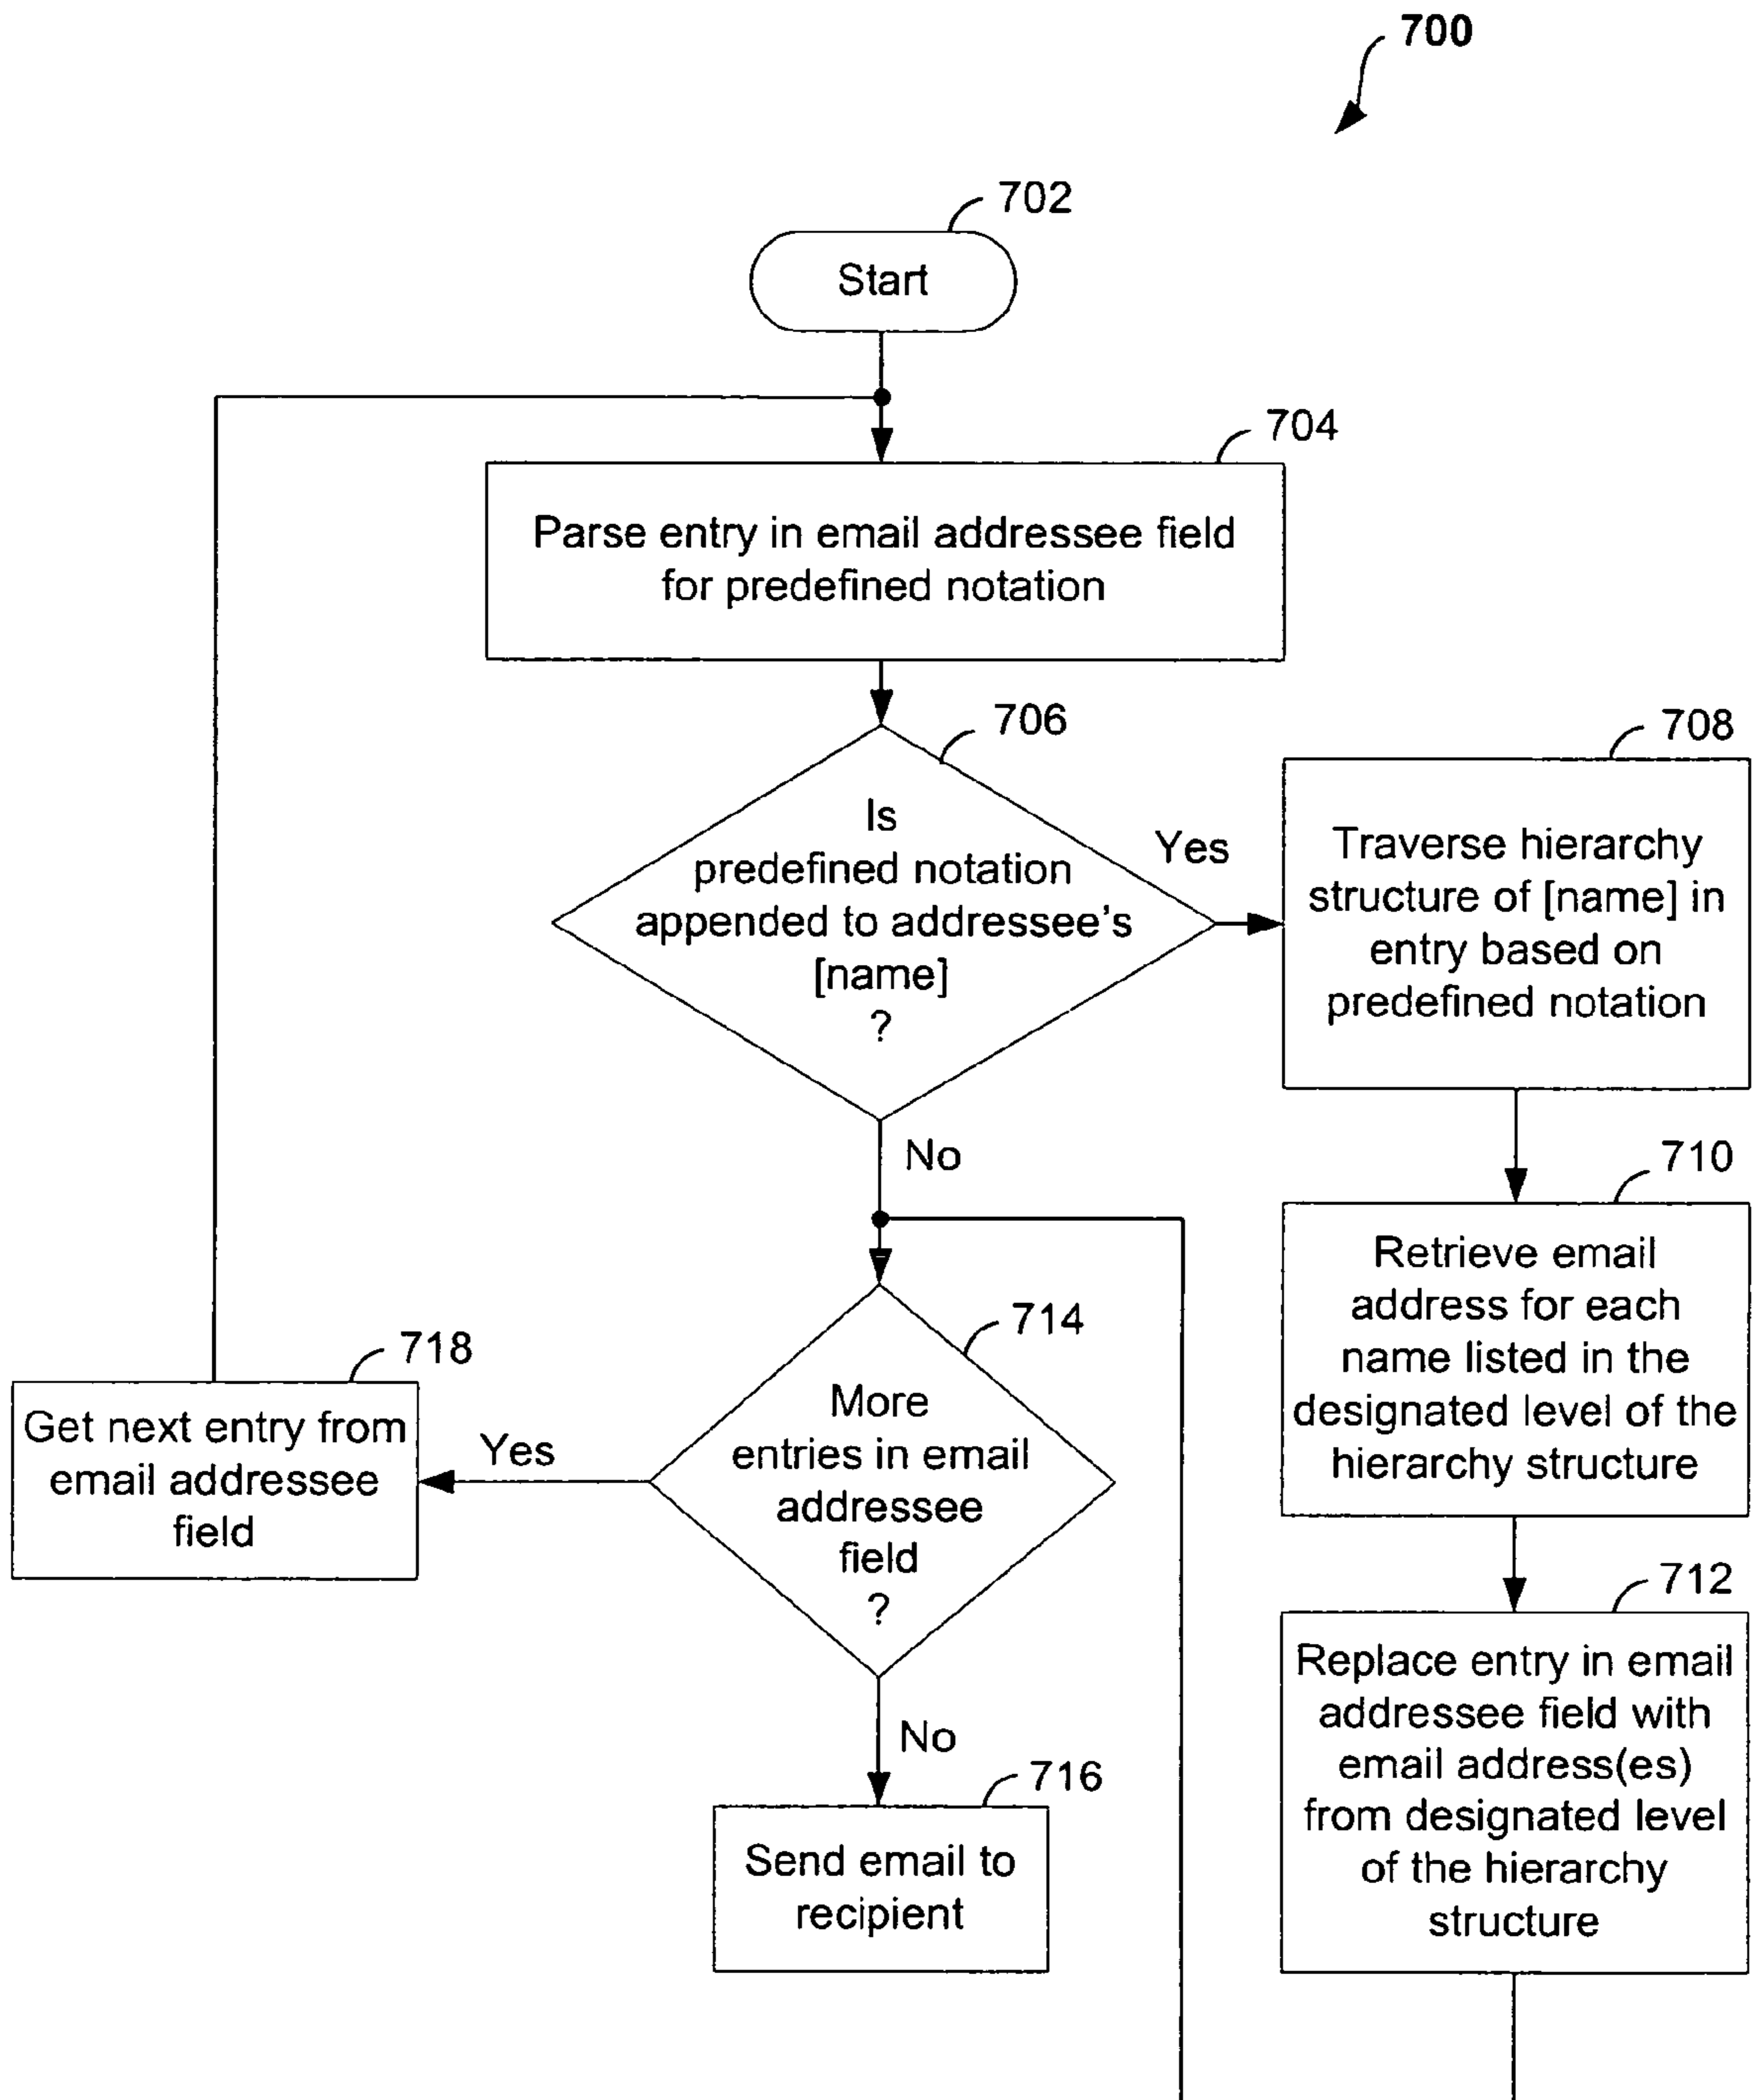 700
702
Start
704
Parse entry in email addressee field
for predefined notation
706
Is
predefined notation
appended to addressee's
[name]
?
Yes
708
Traverse hierarchy
structure of [name] in
entry based on
predefined notation
No
710
Retrieve email
address for each
name listed in the
designated level of the
hierarchy structure
714
More
entries in email
addressee
field
?
Yes
718
Get next entry from
email addressee
field
712
Replace entry in email
addressee field with
email address(es)
from designated level
of the hierarchy
structure
No
716
Send email to
recipient